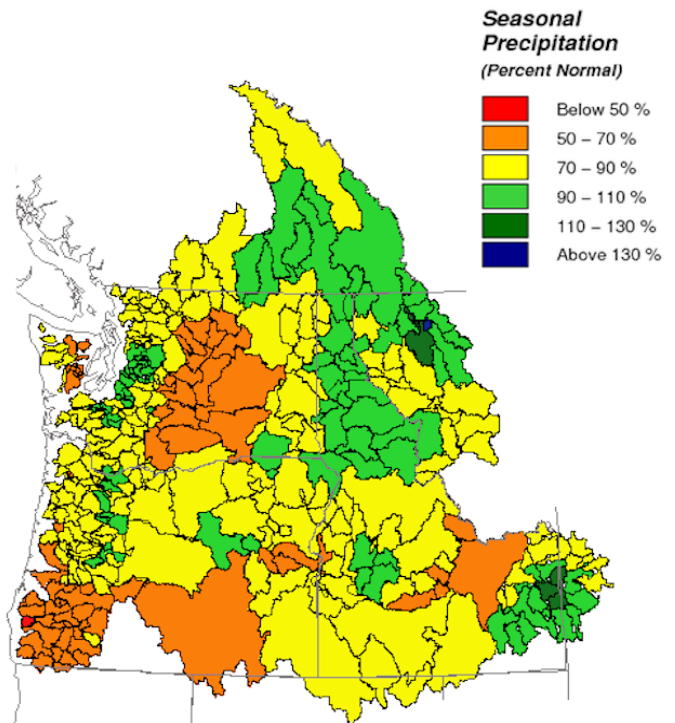 Seasonal
Precipitation
(Percent Normal)
Below 50 %
50 – 70 %
70 – 90 %
90 – 110 %
110 – 130 %
Above 130 %